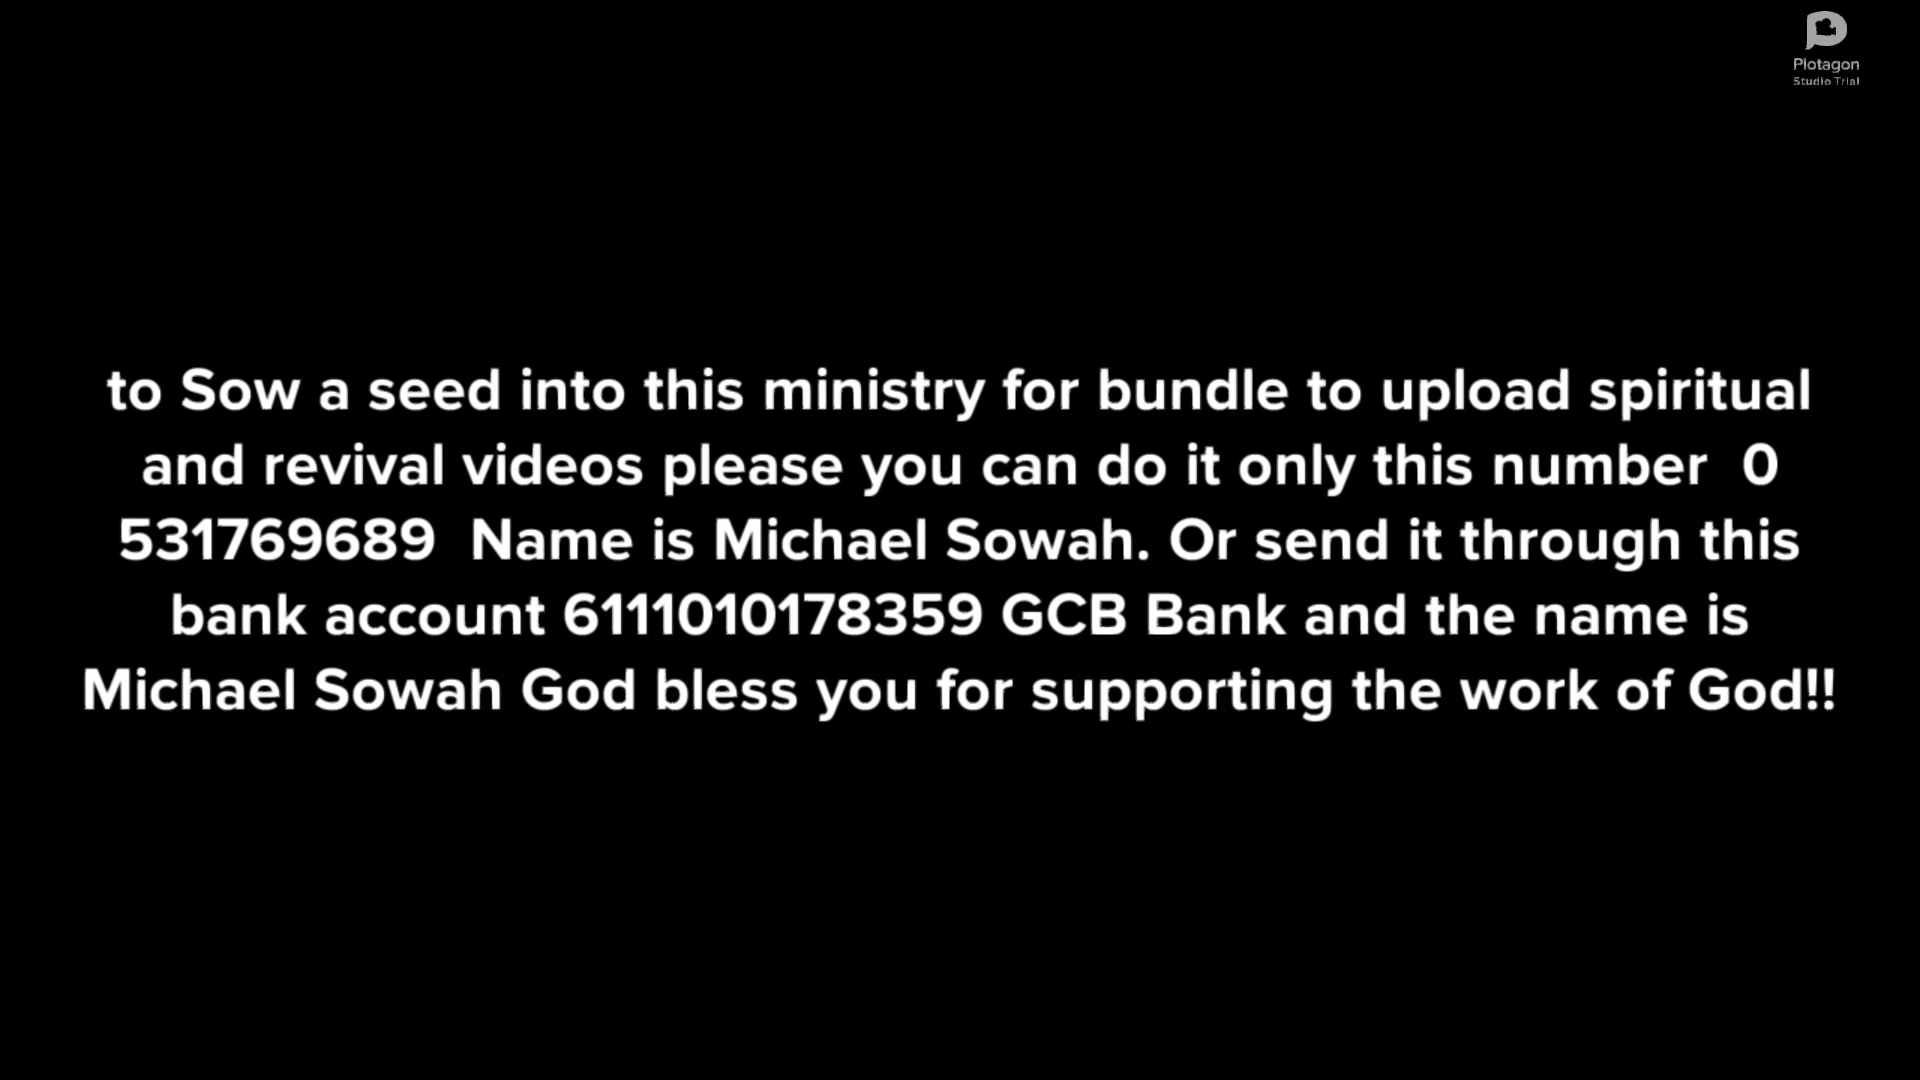 Plotagon
Studio Trial
to Sow a seed into this ministry for bundle to upload spiritual
and revival videos please you can do it only this number  0
531769689  Name is Michael Sowah. Or send it through this
bank account 6111010178359 GCB Bank and the name is
Michael Sowah God bless you for supporting the work of God!!